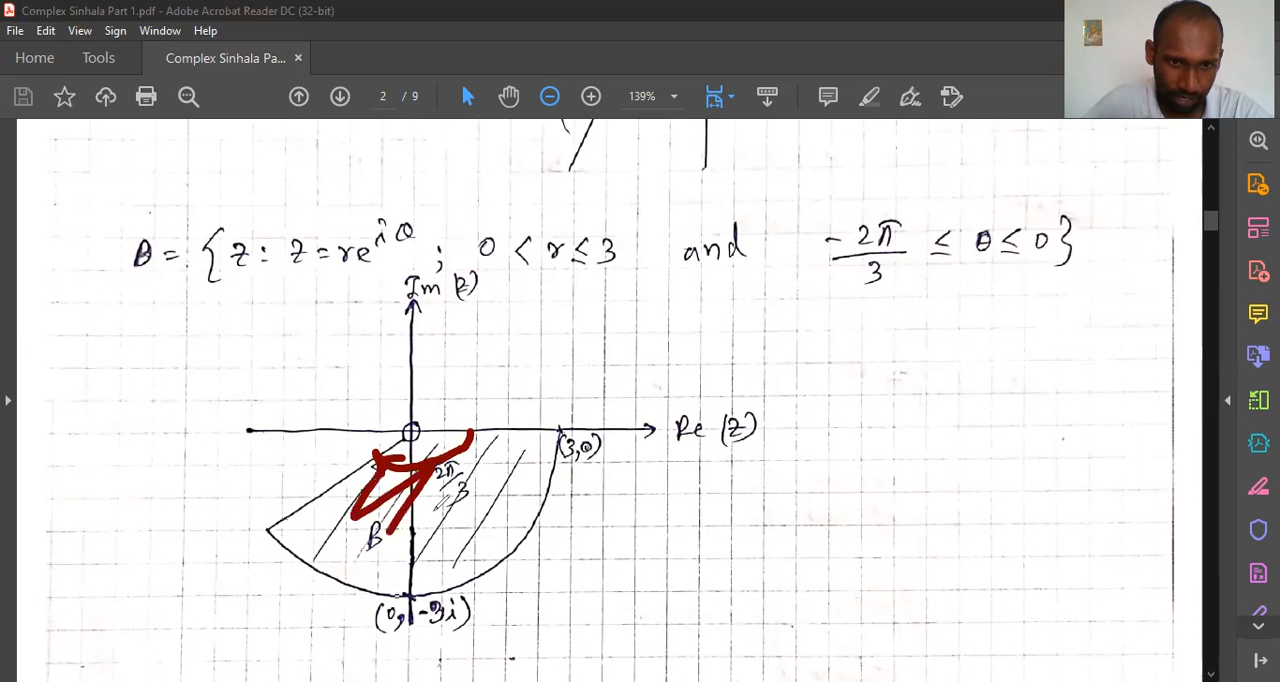 Complex Sinhala Part 1.pdf - Adobe Acrobat Reader DC (32-bit)
File Edit View Sign Window Help
Home Tools Complex Sinhala Pa... ×
2 / 9 139%
B = { z : z = re^{iθ} ; 0 < r ≤ 3 and -2π/3 ≤ θ ≤ 0 }
Im (z)
Re (z)
(3,0)
2π/3
B
(0, -3i)